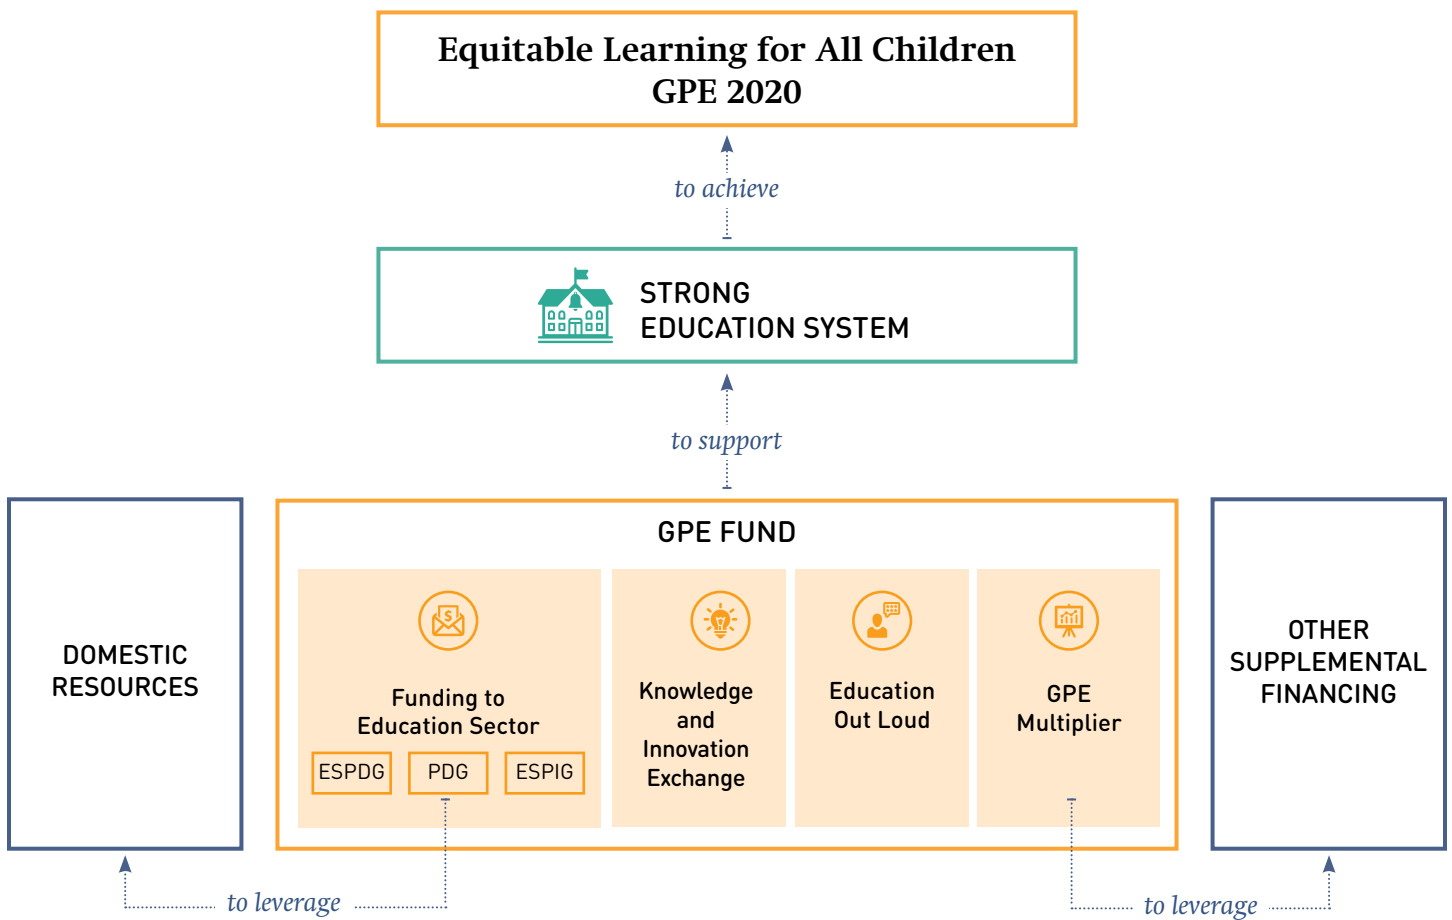 Equitable Learning for All Children
GPE 2020
to achieve
STRONG
EDUCATION SYSTEM
to support
DOMESTIC
RESOURCES
GPE FUND
$
Funding to
Education Sector
ESPDG
PDG
ESPIG
Knowledge
and
Innovation
Exchange
Education
Out Loud
GPE
Multiplier
OTHER
SUPPLEMENTAL
FINANCING
to leverage
to leverage